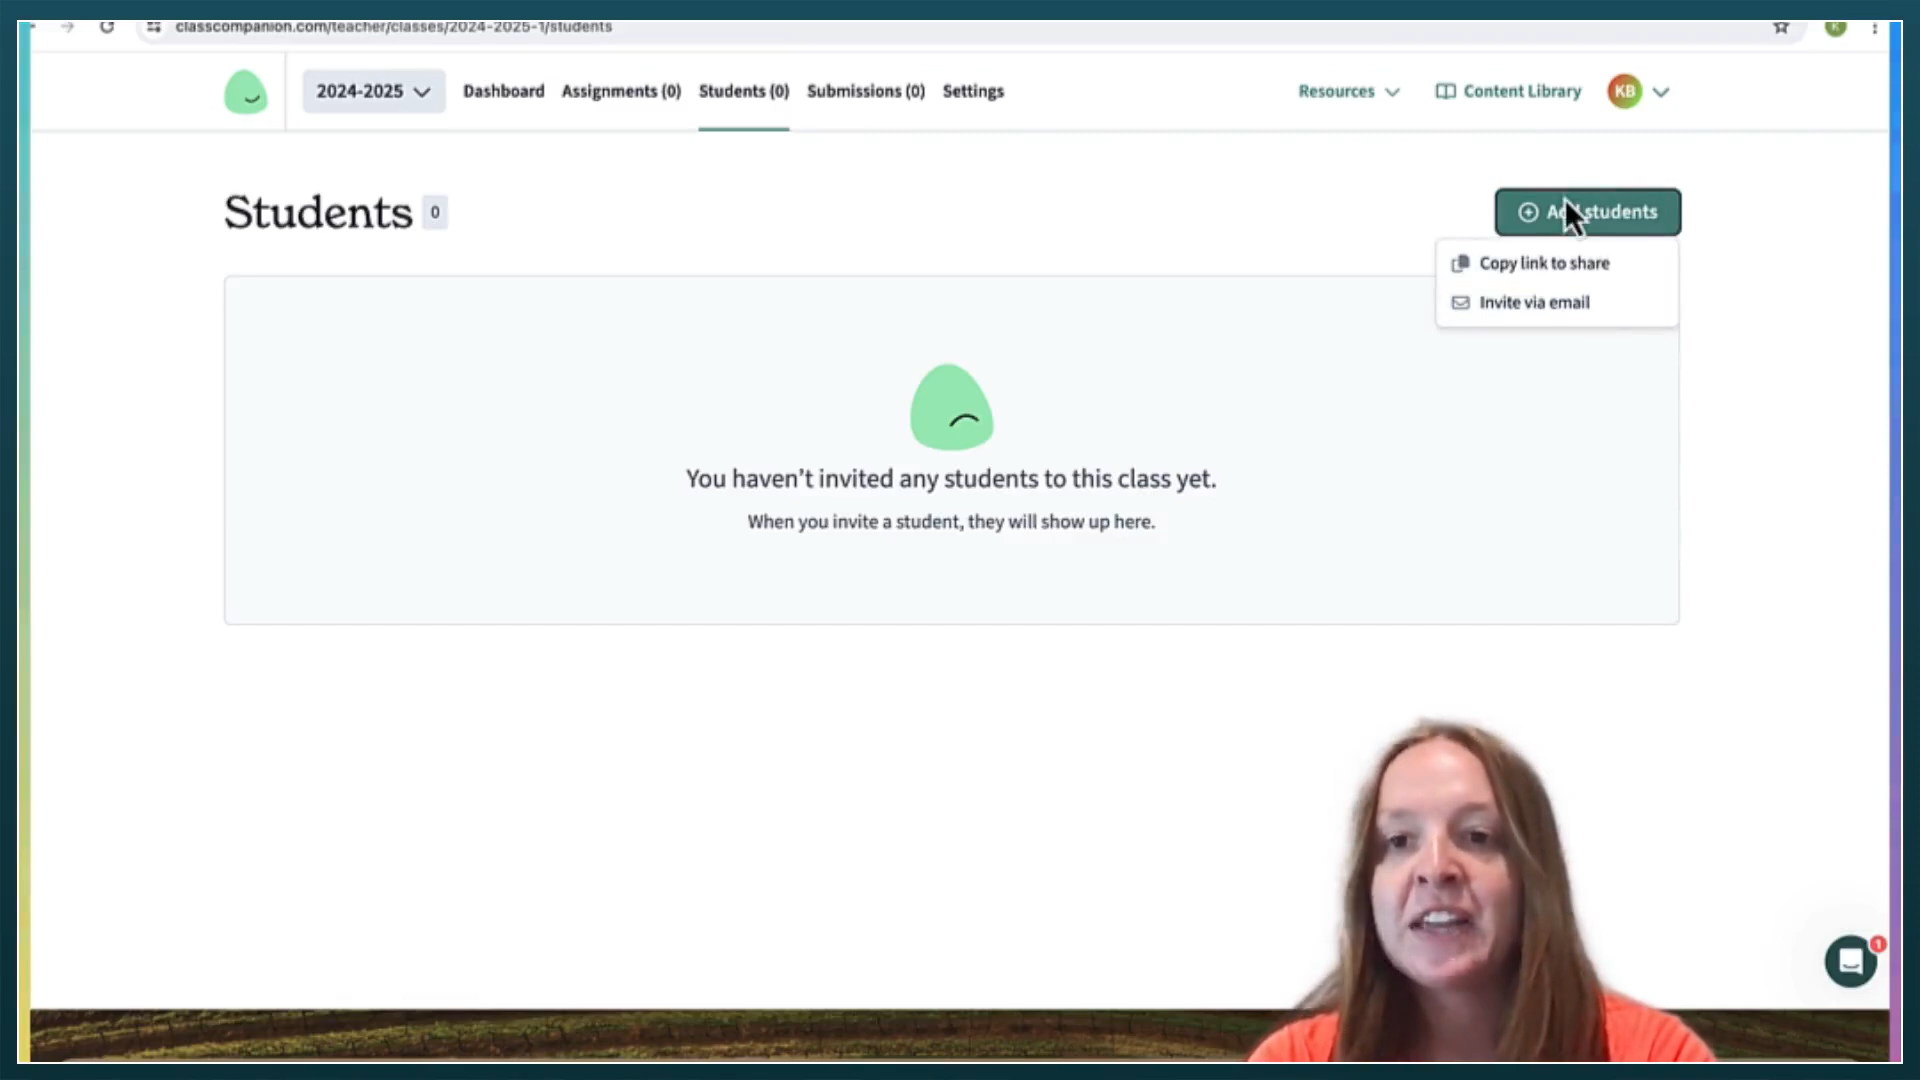 classcompanion.com/teacher/classes/2024-2025-1/students
2024-2025 Dashboard Assignments (0) Students (0) Submissions (0) Settings Resources Content Library KB
Students 0
Add students
Copy link to share
Invite via email
You haven't invited any students to this class yet.
When you invite a student, they will show up here.
1